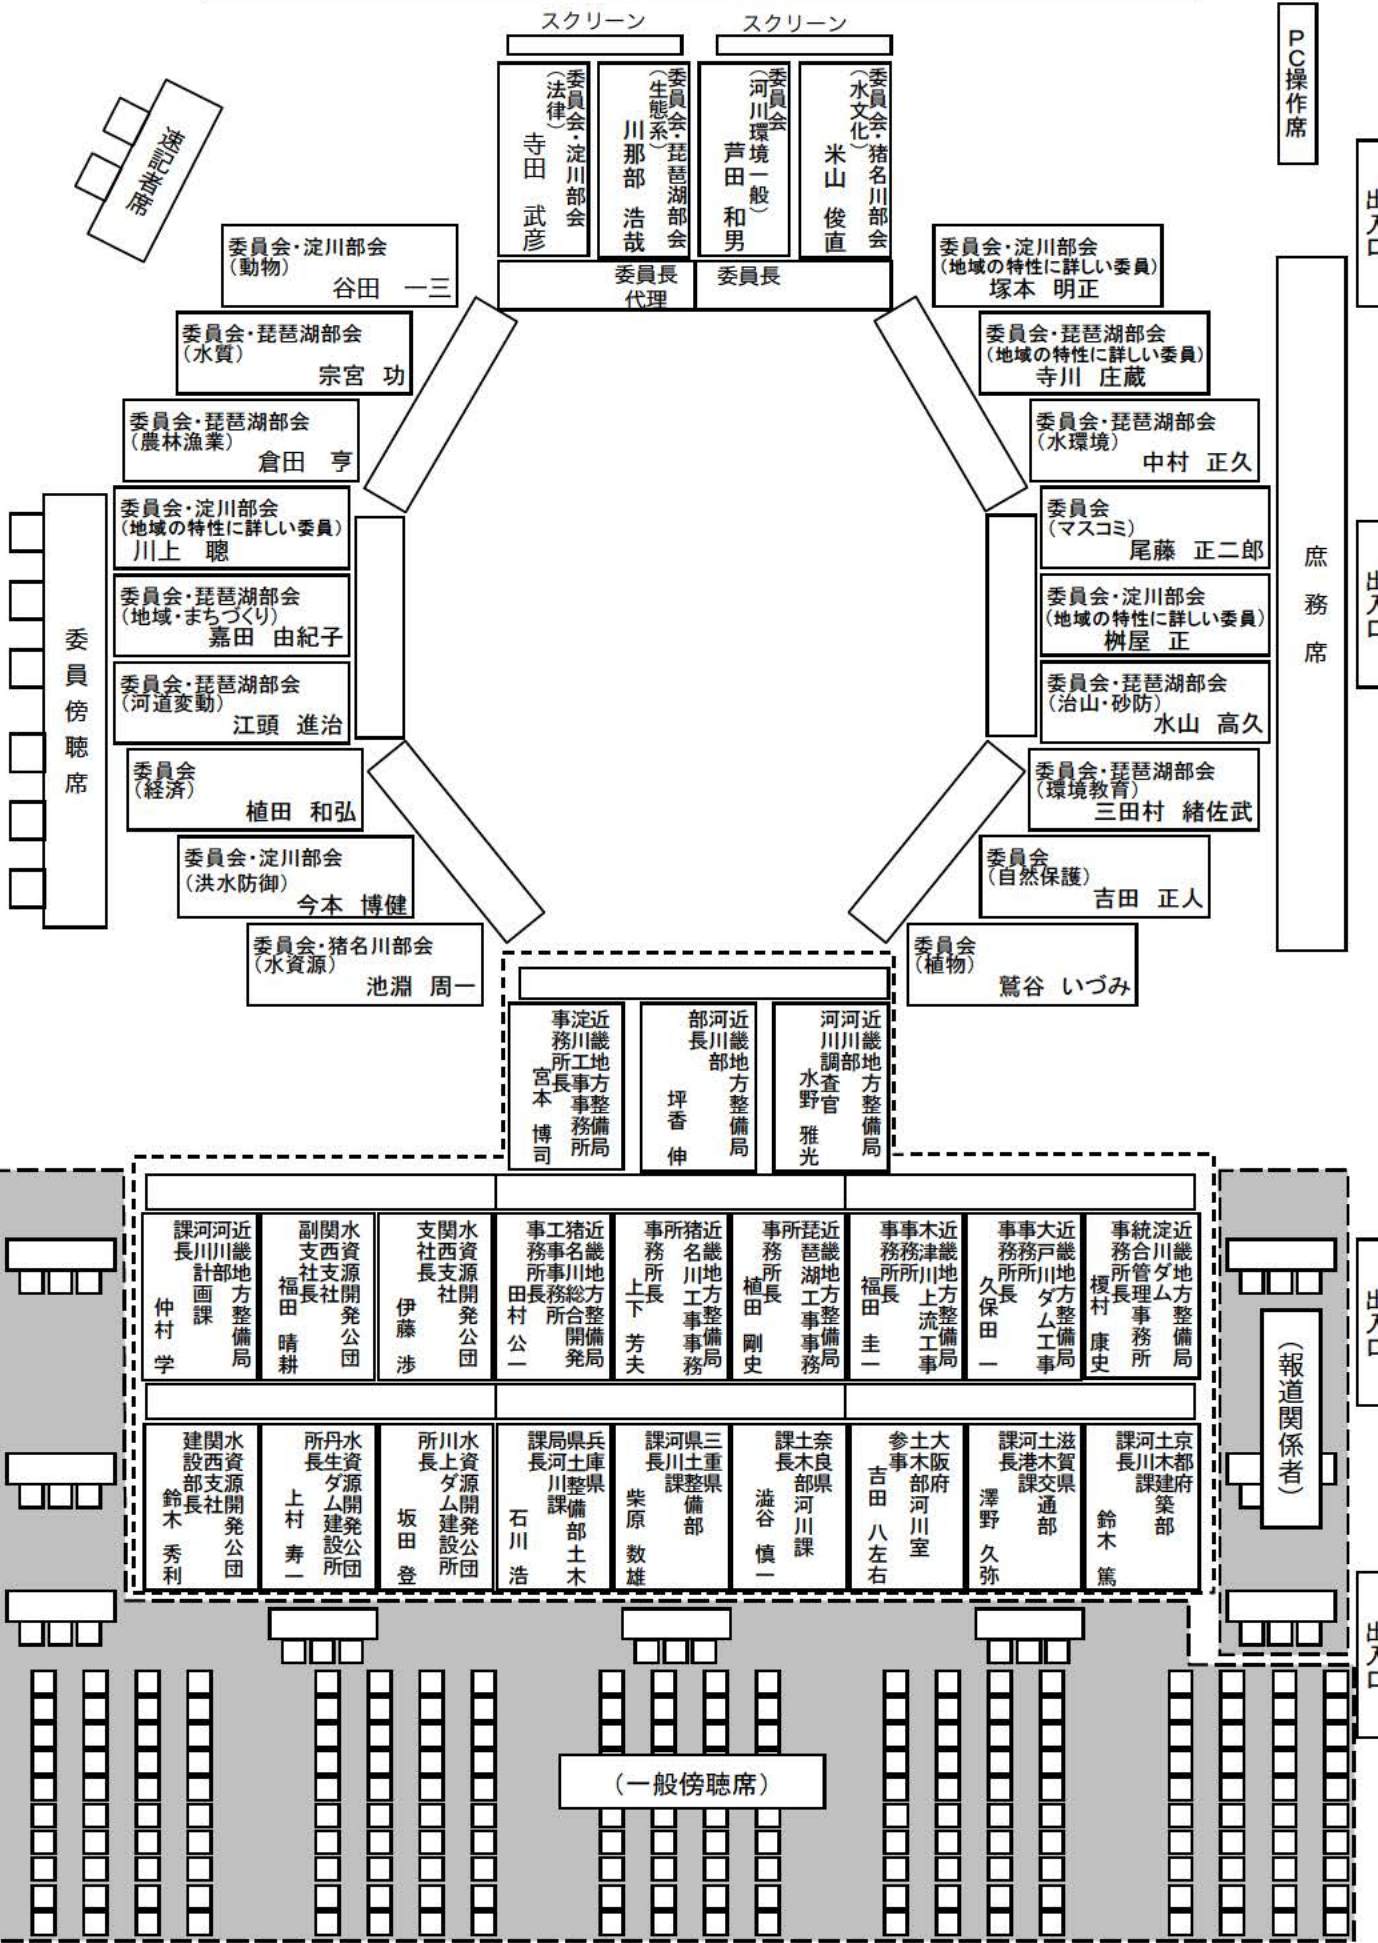 スクリーン
スクリーン
PC操作席
出入口
速記者席
委員会・淀川部会
(法律)
寺田 武彦
委員会・琵琶湖部会
(生態系)
川那部 浩哉
委員会
(河川環境一般)
芦田 和男
委員会・猪名川部会
(水文化)
米山 俊直
委員長
代理
委員長
委員会・淀川部会
(動物)
谷田 一三
委員会・琵琶湖部会
(水質)
宗宮 功
委員会・琵琶湖部会
(農林漁業)
倉田 亨
委員会・淀川部会
(地域の特性に詳しい委員)
川上 聰
委員会・琵琶湖部会
(地域・まちづくり)
嘉田 由紀子
委員会・琵琶湖部会
(河道変動)
江頭 進治
委員会
(経済)
植田 和弘
委員会・淀川部会
(洪水防御)
今本 博健
委員会・猪名川部会
(水資源)
池淵 周一
委員傍聴席
委員会・淀川部会
(地域の特性に詳しい委員)
塚本 明正
委員会・琵琶湖部会
(地域の特性に詳しい委員)
寺川 庄蔵
委員会・琵琶湖部会
(水環境)
中村 正久
委員会
(マスコミ)
尾藤 正二郎
委員会・淀川部会
(地域の特性に詳しい委員)
桝屋 正
委員会・琵琶湖部会
(治山・砂防)
水山 高久
委員会・琵琶湖部会
(環境教育)
三田村 緒佐武
委員会
(自然保護)
吉田 正人
委員会
(植物)
鷲谷 いづみ
庶務席
出入口
近畿地方整備局
淀川工事事務所
事務所長
宮本 博司
近畿地方整備局
河川部
部長
坪香 伸
近畿地方整備局
河川部
河川調査官
水野 雅光
近畿地方整備局
河川部
河川計画課
課長
仲村 学
水資源開発公団
関西支社
副支社長
福田 晴耕
水資源開発公団
関西支社
支社長
伊藤 渉
近畿地方整備局
猪名川総合開発
工事事務所
事務所長
田村 公一
近畿地方整備局
猪名川工事事務
所
事務所長
上下 芳夫
近畿地方整備局
琵琶湖工事事務
所
事務所長
植田 剛史
近畿地方整備局
木津川上流工事
事務所
事務所長
福田 圭一
近畿地方整備局
大戸川ダム工事
事務所
事務所長
久保田 一
近畿地方整備局
淀川ダム
統合管理事務所
事務所長
榎村 康史
水資源開発公団
関西支社
建設部長
鈴木 秀利
水資源開発公団
丹生ダム建設所
所長
上村 寿一
水資源開発公団
川上ダム建設所
所長
坂田 登
兵庫県
県土整備部土木
局河川課
課長
石川 浩
三重県
県土整備部
河川課
課長
柴原 数雄
奈良県
土木部河川課
課長
澁谷 慎一
大阪府
土木部河川室
参事
吉田 八左右
滋賀県
土木交通部
河港課
課長
澤野 久弥
京都府
土木建築部
河川課
課長
鈴木 篤
出入口
(報道関係者)
出入口
(一般傍聴席)